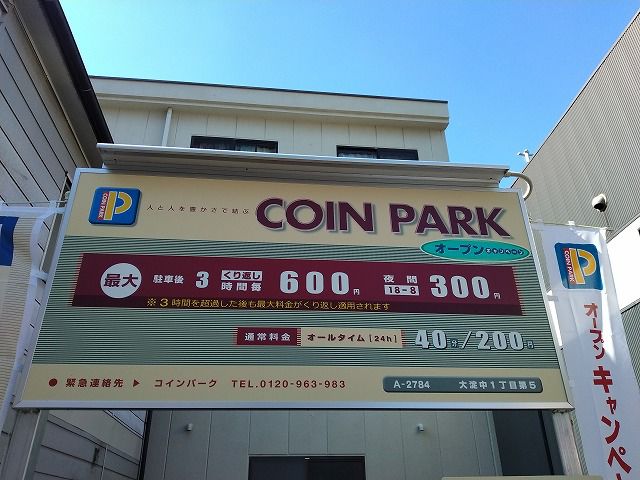 COIN PARK
人と人を豊かさで結ぶ
COIN PARK
オープンキャンペーン
最大 駐車後 3 くり返し 時間毎 600円 夜間 18-8 300円
※3時間を超過した後も最大料金がくり返し適用されます
通常料金 オールタイム[24h] 40分/200円
● 緊急連絡先 ▶ コインパーク TEL.0120-963-983
A-2784 大淀中1丁目第5
COIN PARK
オープンキャンペ